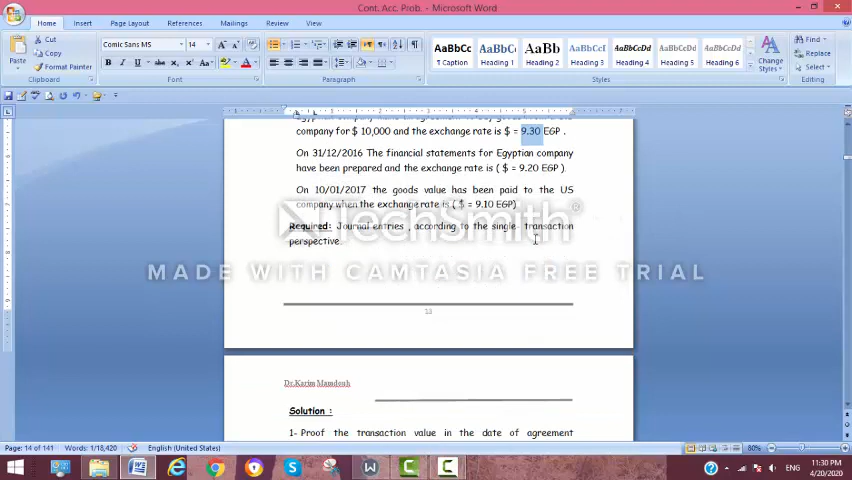 Cont. Acc. Prob. - Microsoft Word
Home Insert Page Layout References Mailings Review View
Cut
Copy
Format Painter
Paste
Clipboard
Comic Sans MS 14
Font
Paragraph
AaBbCc AaBbC AaBb AaBbCcI AaBbCcDd AaBbCcDd AaBbCcDd
¶ Caption Heading 1 Heading 2 Heading 3 Heading 4 Heading 5 Heading 6
Change Styles
Styles
Find
Replace
Select
Editing
company for $ 10,000 and the exchange rate is $ = 9.30 EGP .
On 31/12/2016 The financial statements for Egyptian company
have been prepared and the exchange rate is ( $ = 9.20 EGP ).
On 10/01/2017 the goods value has been paid to the US
company when the exchange rate is ( $ = 9.10 EGP)
Required: Journal entries , according to the single- transaction
perspective.
TechSmith
MADE WITH CAMTASIA FREE TRIAL
13
Dr.Karim Mamdouh
Solution :
1- Proof the transaction value in the date of agreement
Page: 14 of 141 Words: 1/18,420 English (United States) 80%
ENG 11:30 PM
4/20/2020